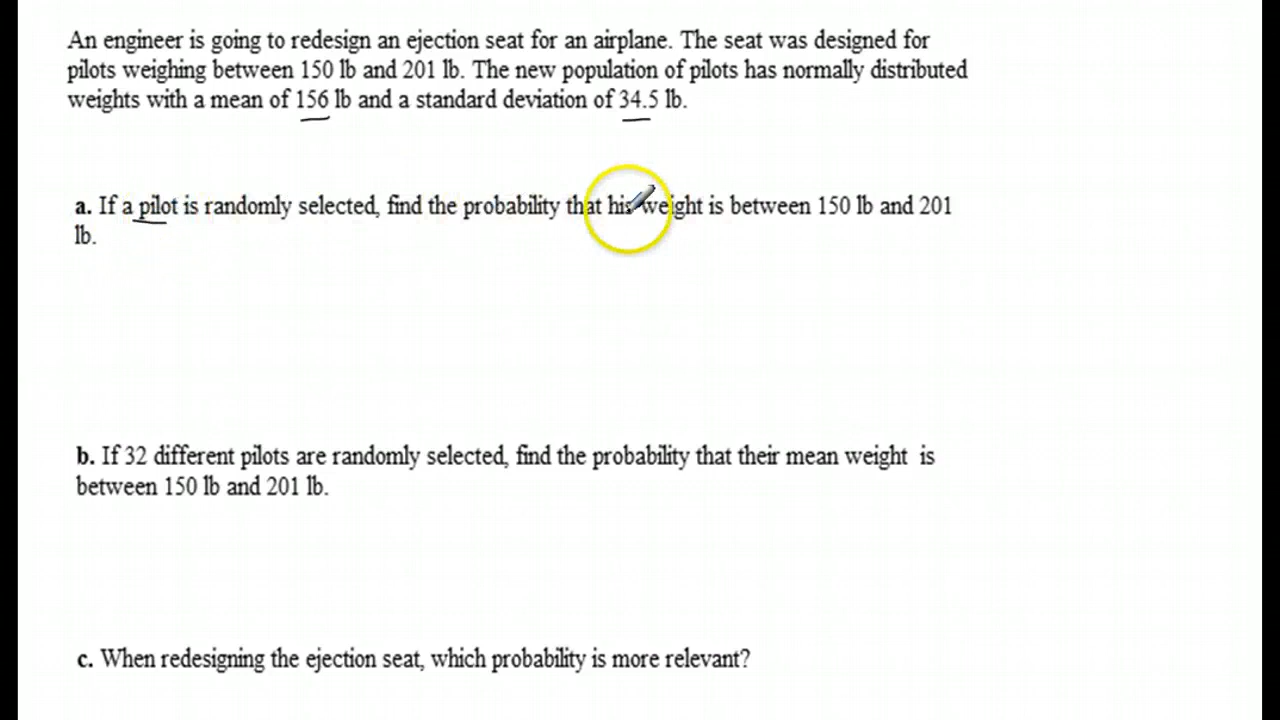 An engineer is going to redesign an ejection seat for an airplane. The seat was designed for
pilots weighing between 150 lb and 201 lb. The new population of pilots has normally distributed
weights with a mean of 156 lb and a standard deviation of 34.5 lb.
a. If a pilot is randomly selected, find the probability that his weight is between 150 lb and 201
lb.
b. If 32 different pilots are randomly selected, find the probability that their mean weight is
between 150 lb and 201 lb.
c. When redesigning the ejection seat, which probability is more relevant?